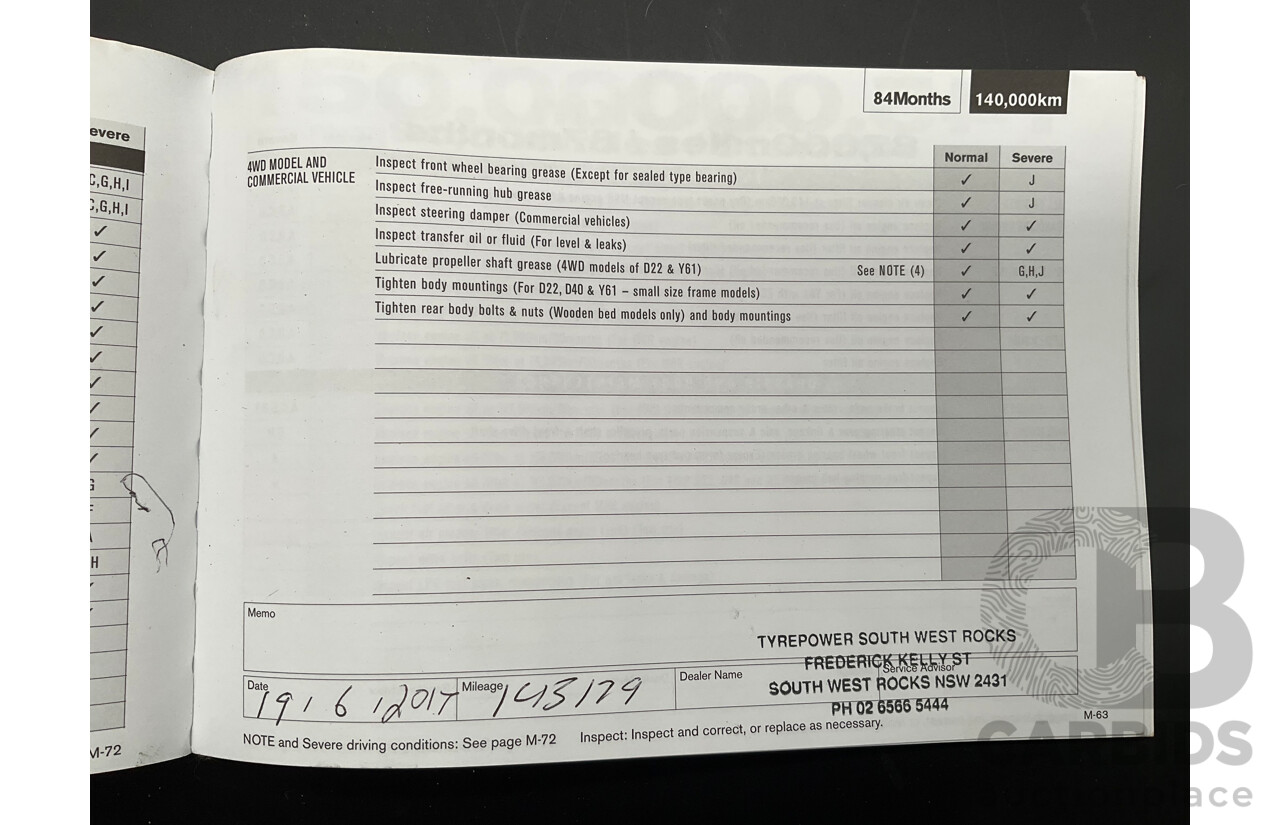 evere
C,G,H,I
C,G,H,I
✓
✓
✓
✓
✓
✓
✓
✓
✓
✓
G
F
A
H
M-72
84Months 140,000km
Normal Severe
4WD MODEL AND
COMMERCIAL VEHICLE
Inspect front wheel bearing grease (Except for sealed type bearing) ✓ J
Inspect free-running hub grease ✓ J
Inspect steering damper (Commercial vehicles) ✓ ✓
Inspect transfer oil or fluid (For level & leaks) ✓ ✓
Lubricate propeller shaft grease (4WD models of D22 & Y61) See NOTE (4) ✓ G,H,J
Tighten body mountings (For D22, D40 & Y61 – small size frame models) ✓ ✓
Tighten rear body bolts & nuts (Wooden bed models only) and body mountings ✓ ✓
Memo
TYREPOWER SOUTH WEST ROCKS
FREDERICK KELLY ST
SOUTH WEST ROCKS NSW 2431
PH 02 6566 5444
Date 19/6/2017 Mileage 143179 Dealer Name Service Advisor
NOTE and Severe driving conditions: See page M-72 Inspect: Inspect and correct, or replace as necessary.
M-63
CARBIDS